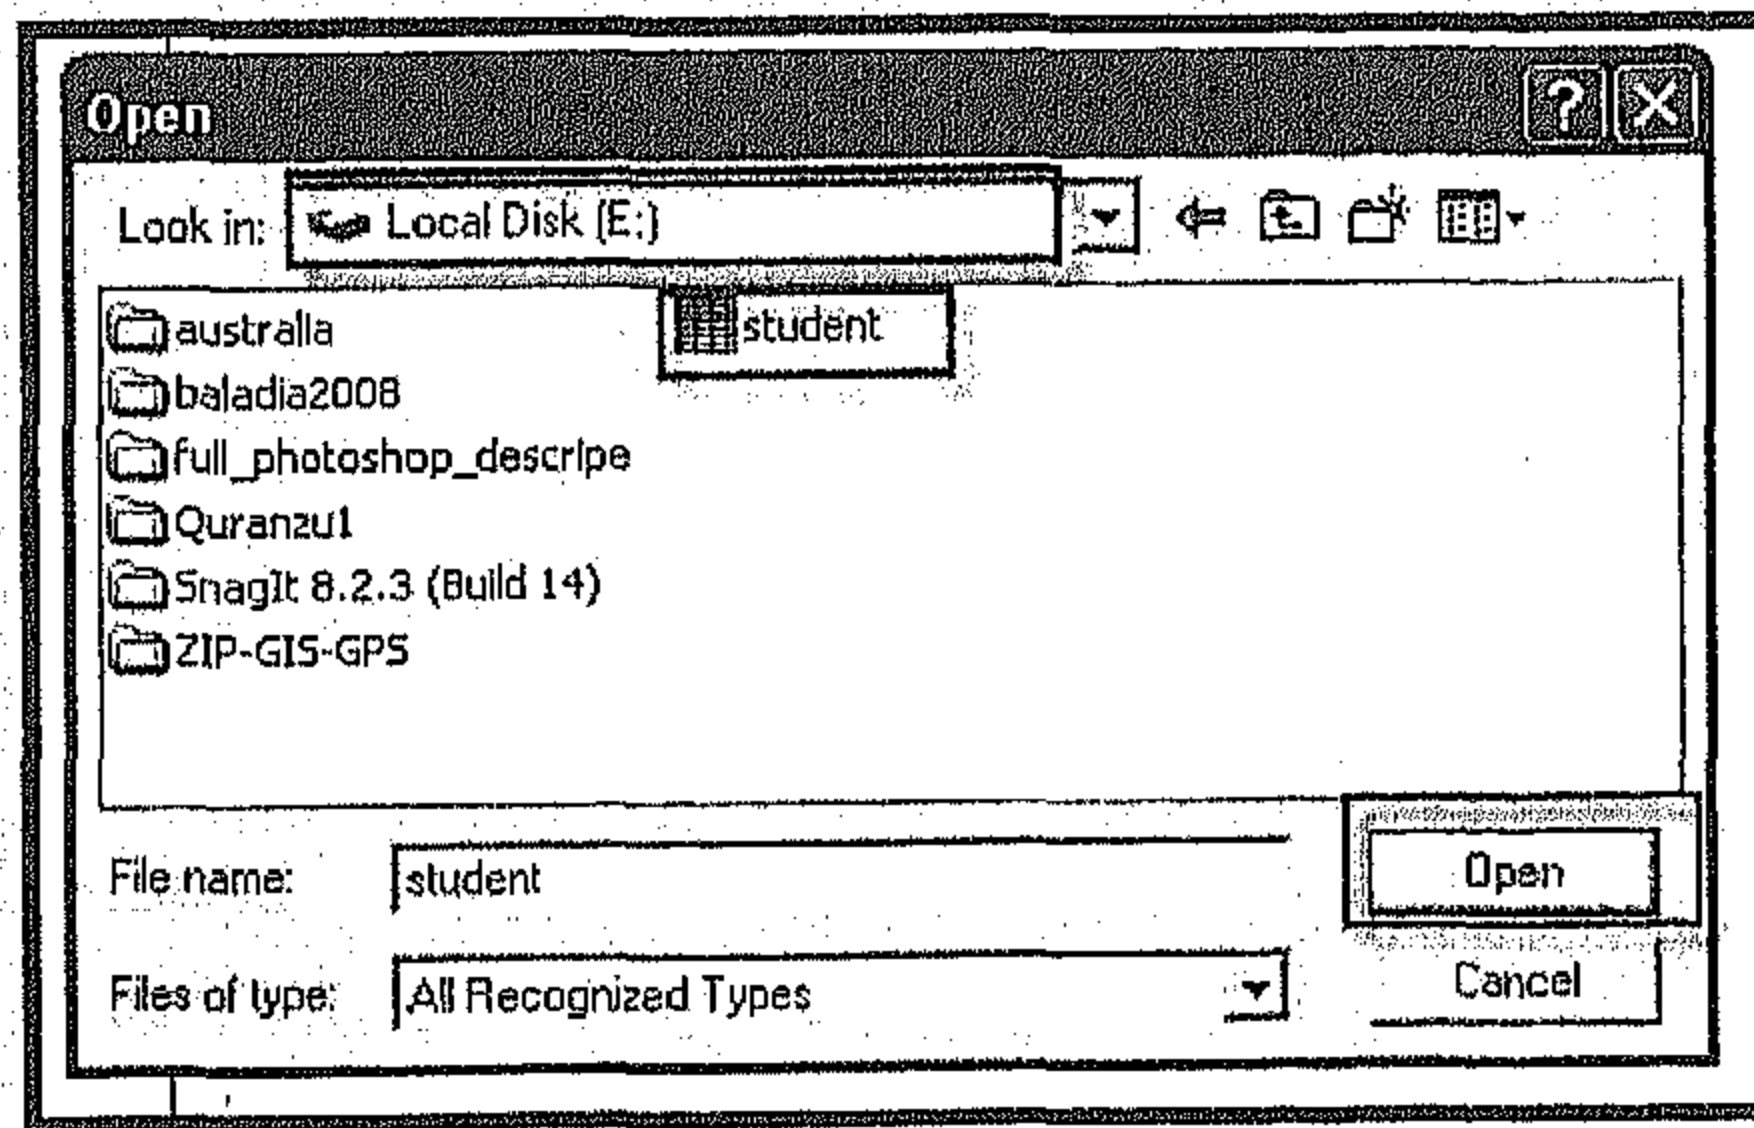 Open
Look in: Local Disk (E:)
australia
baladia2008
full_photoshop_descripe
Quranzu1
SnagIt 8.2.3 (Build 14)
ZIP-GIS-GPS
student
File name: student
Open
Files of type: All Recognized Types
Cancel